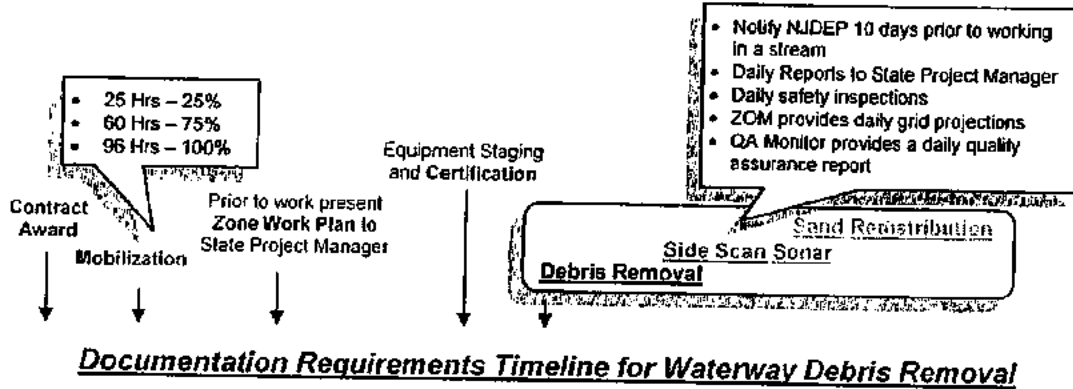 • Notify NJDEP 10 days prior to working
in a stream
• Daily Reports to State Project Manager
• Daily safety inspections
• ZOM provides daily grid projections
• QA Monitor provides a daily quality
assurance report
• 25 Hrs – 25%
• 60 Hrs – 75%
• 96 Hrs – 100%
Contract
Award
Mobilization
Prior to work present
Zone Work Plan to
State Project Manager
Equipment Staging
and Certification
Sand Remstribution
Side Scan Sonar
Debris Removal
Documentation Requirements Timeline for Waterway Debris Removal